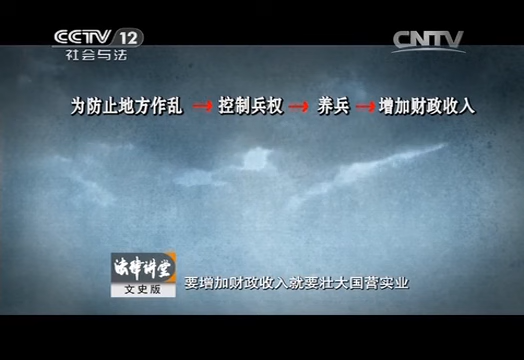 CCTV 12
社会与法
CNTV
为防止地方作乱 → 控制兵权 → 养兵 → 增加财政收入
法律讲堂
文史版
要增加财政收入就要壮大国营实业